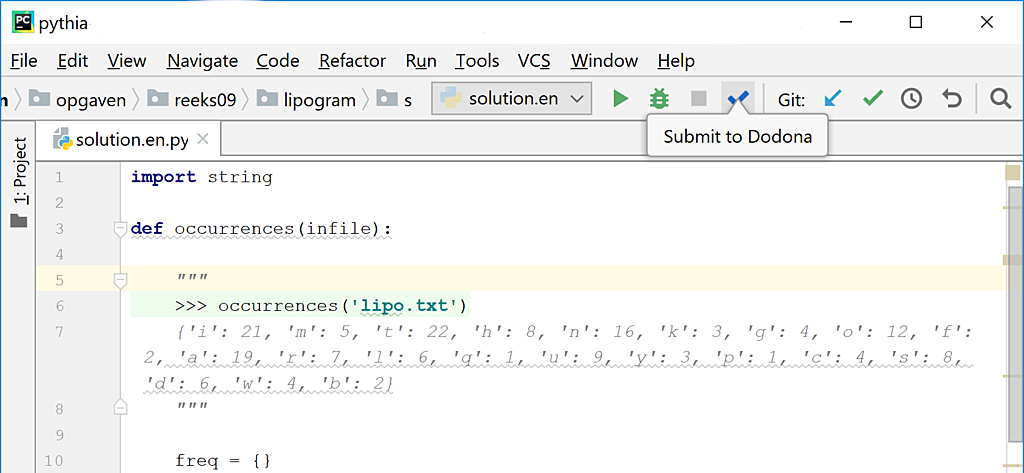 PC pythia
File Edit View Navigate Code Refactor Run Tools VCS Window Help
n opgaven reeks09 lipogram s solution.en Git:
Submit to Dodona
1: Project
solution.en.py
1 import string
2
3 def occurrences(infile):
4
5 """
6 >>> occurrences('lipo.txt')
7 {'i': 21, 'm': 5, 't': 22, 'h': 8, 'n': 16, 'k': 3, 'g': 4, 'o': 12, 'f':
2, 'a': 19, 'r': 7, 'l': 6, 'q': 1, 'u': 9, 'y': 3, 'p': 1, 'c': 4, 's': 8,
'd': 6, 'w': 4, 'b': 2}
8 """
9
10 freq = {}